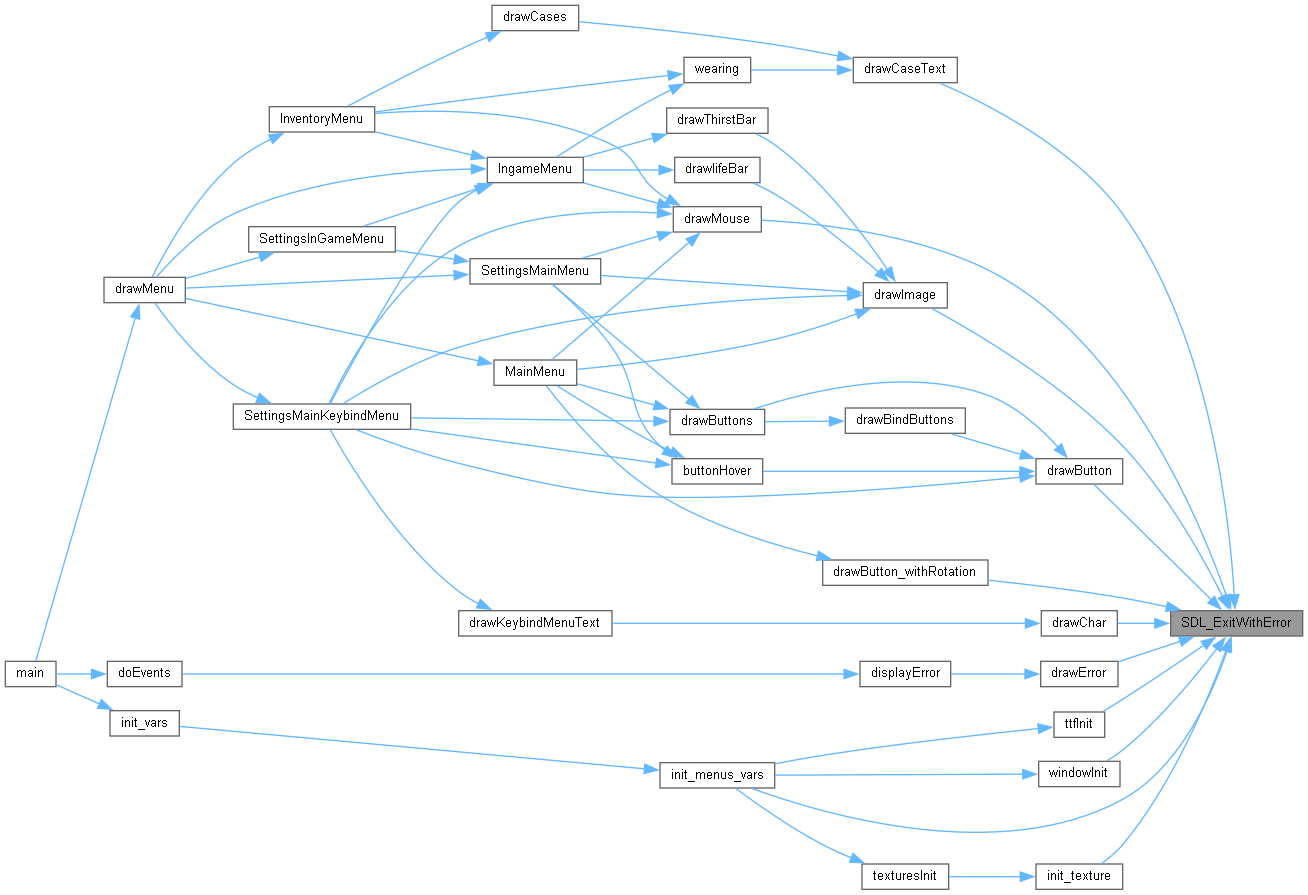 drawCases
wearing
drawCaseText
InventoryMenu
drawThirstBar
IngameMenu
drawlifeBar
drawMouse
SettingsInGameMenu
SettingsMainMenu
drawMenu
drawImage
MainMenu
SettingsMainKeybindMenu
drawButtons
drawBindButtons
buttonHover
drawButton
drawButton_withRotation
drawKeybindMenuText
drawChar
SDL_ExitWithError
main
doEvents
displayError
drawError
init_vars
ttfInit
init_menus_vars
windowInit
texturesInit
init_texture